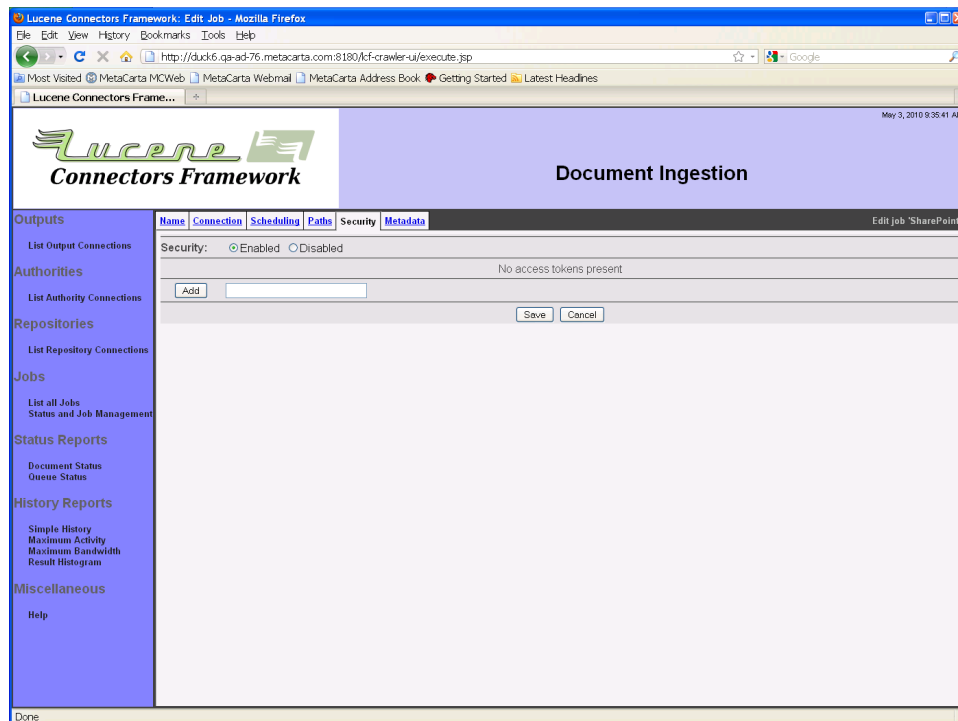 Lucene Connectors Framework: Edit Job - Mozilla Firefox
File Edit View History Bookmarks Tools Help
http://duck6.qa-ad-76.metacarta.com:8180/lcf-crawler-ui/execute.jsp
Google
Most Visited MetaCarta MCWeb MetaCarta Webmail MetaCarta Address Book Getting Started Latest Headlines
Lucene Connectors Frame...
May 3, 2010 9:35:41 A
Lucene
Connectors Framework
Document Ingestion
Name Connection Scheduling Paths Security Metadata
Edit job 'SharePoint
Outputs
List Output Connections
Authorities
List Authority Connections
Repositories
List Repository Connections
Jobs
List all Jobs
Status and Job Management
Status Reports
Document Status
Queue Status
History Reports
Simple History
Maximum Activity
Maximum Bandwidth
Result Histogram
Miscellaneous
Help
Security: Enabled Disabled
No access tokens present
Add
Save Cancel
Done